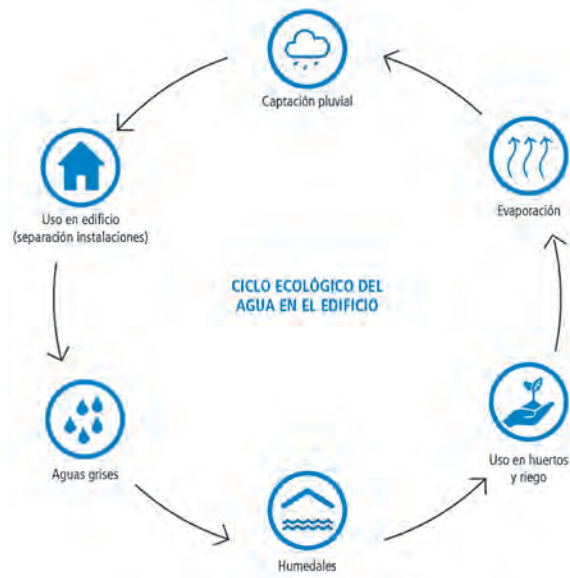 Captación pluvial
Uso en edificio
(separación instalaciones)
Evaporación
CICLO ECOLÓGICO DEL
AGUA EN EL EDIFICIO
Aguas grises
Uso en huertos
y riego
Humedales